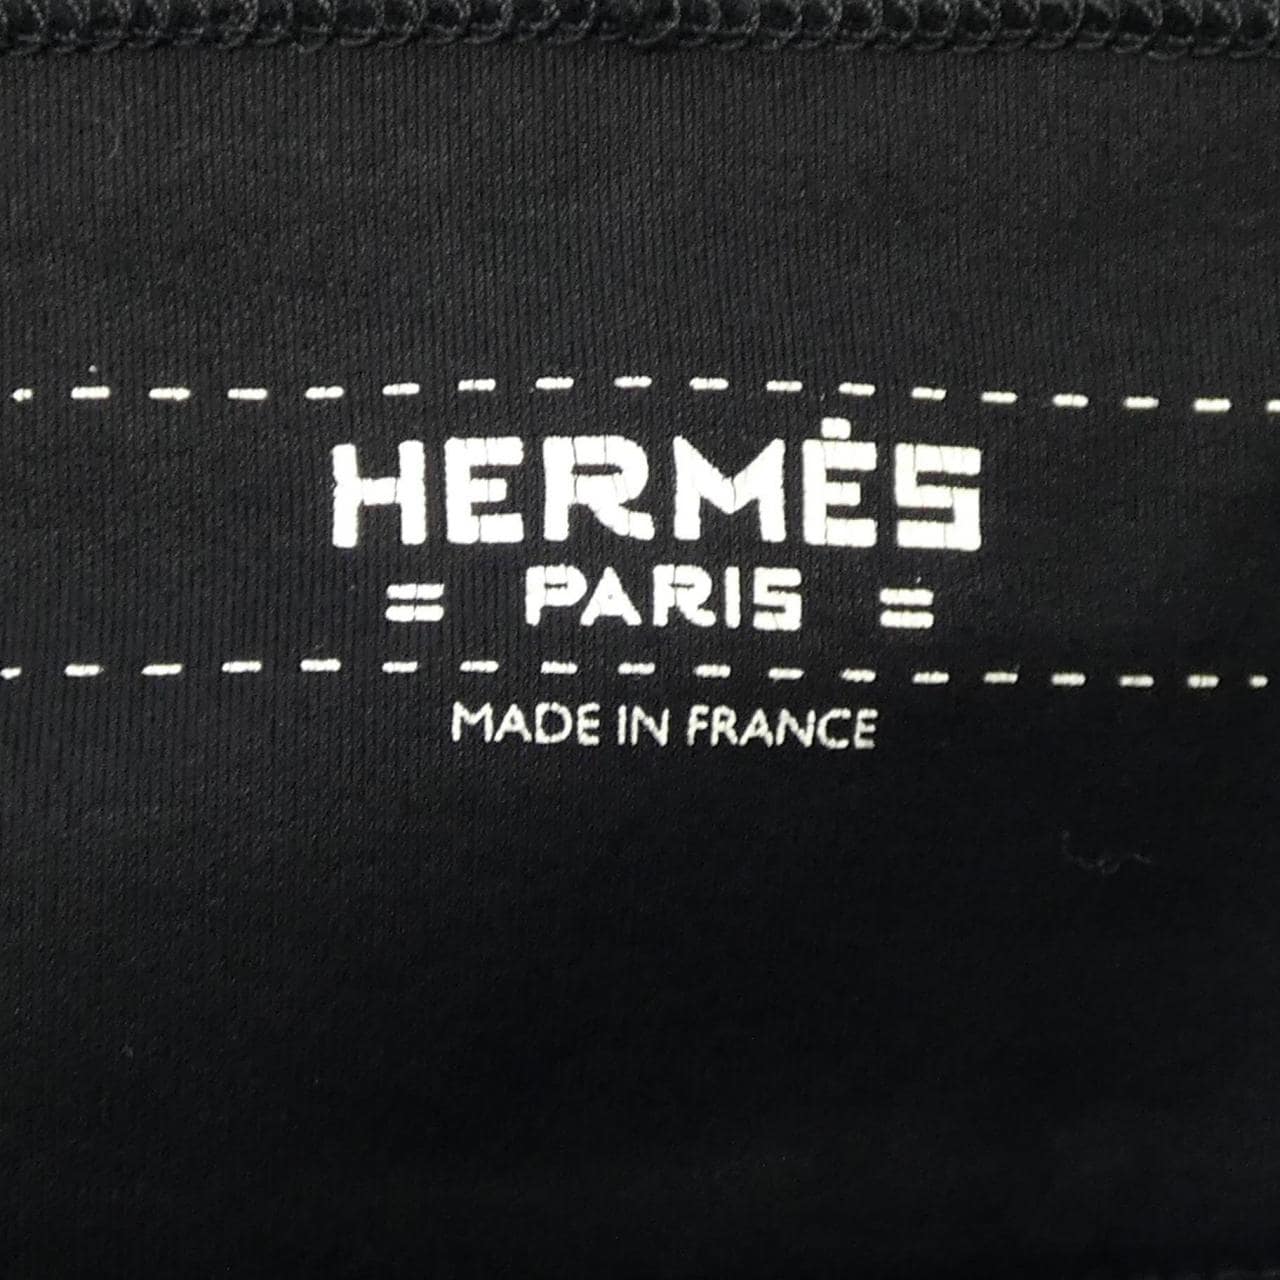 HERMÈS
= PARIS =
MADE IN FRANCE